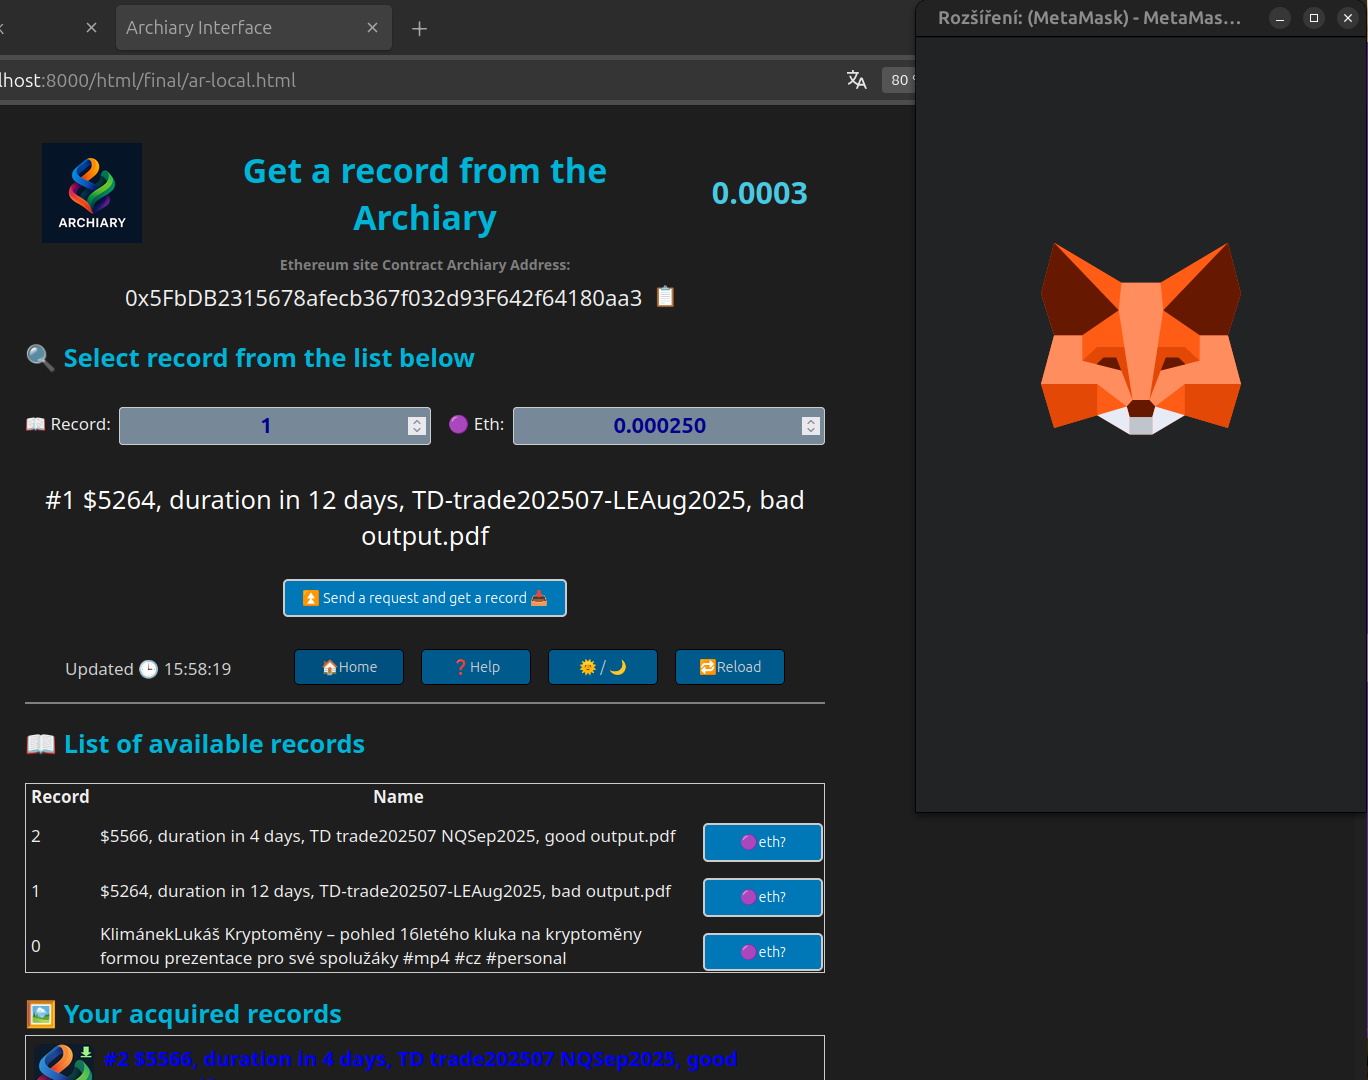 Archiary Interface
lhost:8000/html/final/ar-local.html
80
Rozšíření: (MetaMask) - MetaMas...
ARCHIARY
Get a record from the
Archiary
0.0003
Ethereum site Contract Archiary Address:
0x5FbDB2315678afecb367f032d93F642f64180aa3 📋
🔍 Select record from the list below
📖 Record: 1 🟣 Eth: 0.000250
#1 $5264, duration in 12 days, TD-trade202507-LEAug2025, bad
output.pdf
⏫ Send a request and get a record 📥
Updated 🕒 15:58:19 🏠Home ❓Help 🌞 / 🌙 🔁Reload
📖 List of available records
Record Name
2 $5566, duration in 4 days, TD trade202507 NQSep2025, good output.pdf 🟣eth?
1 $5264, duration in 12 days, TD-trade202507-LEAug2025, bad output.pdf 🟣eth?
0 KlimánekLukáš Kryptoměny – pohled 16letého kluka na kryptoměny
formou prezentace pro své spolužáky #mp4 #cz #personal 🟣eth?
🖼️ Your acquired records
#2 $5566, duration in 4 days, TD trade202507 NQSep2025, good